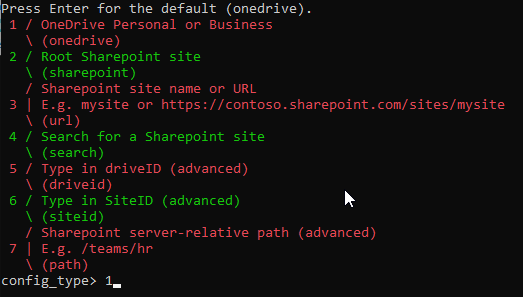 Press Enter for the default (onedrive).
1 / OneDrive Personal or Business
\ (onedrive)
2 / Root Sharepoint site
\ (sharepoint)
/ Sharepoint site name or URL
3 | E.g. mysite or https://contoso.sharepoint.com/sites/mysite
\ (url)
4 / Search for a Sharepoint site
\ (search)
5 / Type in driveID (advanced)
\ (driveid)
6 / Type in SiteID (advanced)
\ (siteid)
/ Sharepoint server-relative path (advanced)
7 | E.g. /teams/hr
\ (path)
config_type> 1